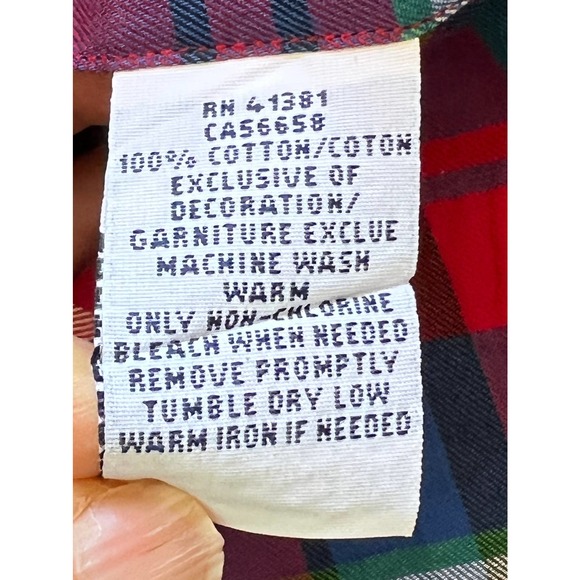 RN 41381
CA56658
100% COTTON/COTON
EXCLUSIVE OF
DECORATION/
GARNITURE EXCLUE
MACHINE WASH
WARM
ONLY NON-CHLORINE
BLEACH WHEN NEEDED
REMOVE PROMPTLY
TUMBLE DRY LOW
WARM IRON IF NEEDED